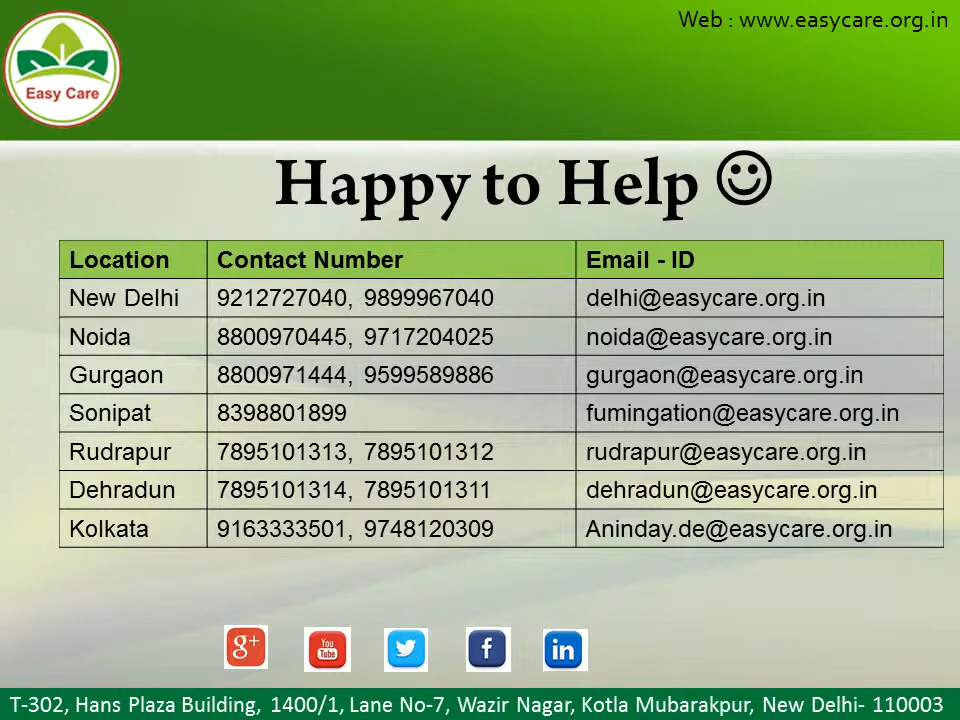 Web : www.easycare.org.in
Easy Care
Happy to Help ☺
Location Contact Number Email - ID
New Delhi 9212727040, 9899967040 delhi@easycare.org.in
Noida 8800970445, 9717204025 noida@easycare.org.in
Gurgaon 8800971444, 9599589886 gurgaon@easycare.org.in
Sonipat 8398801899 fumingation@easycare.org.in
Rudrapur 7895101313, 7895101312 rudrapur@easycare.org.in
Dehradun 7895101314, 7895101311 dehradun@easycare.org.in
Kolkata 9163333501, 9748120309 Aninday.de@easycare.org.in
g+ You Tube f in
T-302, Hans Plaza Building, 1400/1, Lane No-7, Wazir Nagar, Kotla Mubarakpur, New Delhi- 110003